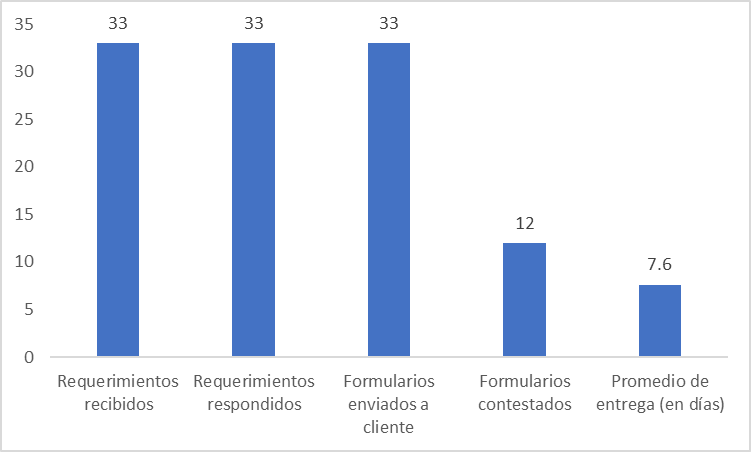 35
30
25
20
15
10
5
0
33
33
33
12
7.6
Requerimientos
recibidos
Requerimientos
respondidos
Formularios
enviados a
cliente
Formularios
contestados
Promedio de
entrega (en días)